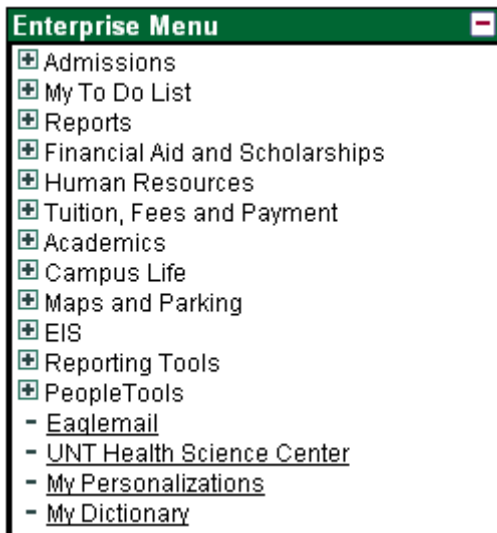 Enterprise Menu
Admissions
My To Do List
Reports
Financial Aid and Scholarships
Human Resources
Tuition, Fees and Payment
Academics
Campus Life
Maps and Parking
EIS
Reporting Tools
PeopleTools
- Eaglemail
- UNT Health Science Center
- My Personalizations
- My Dictionary